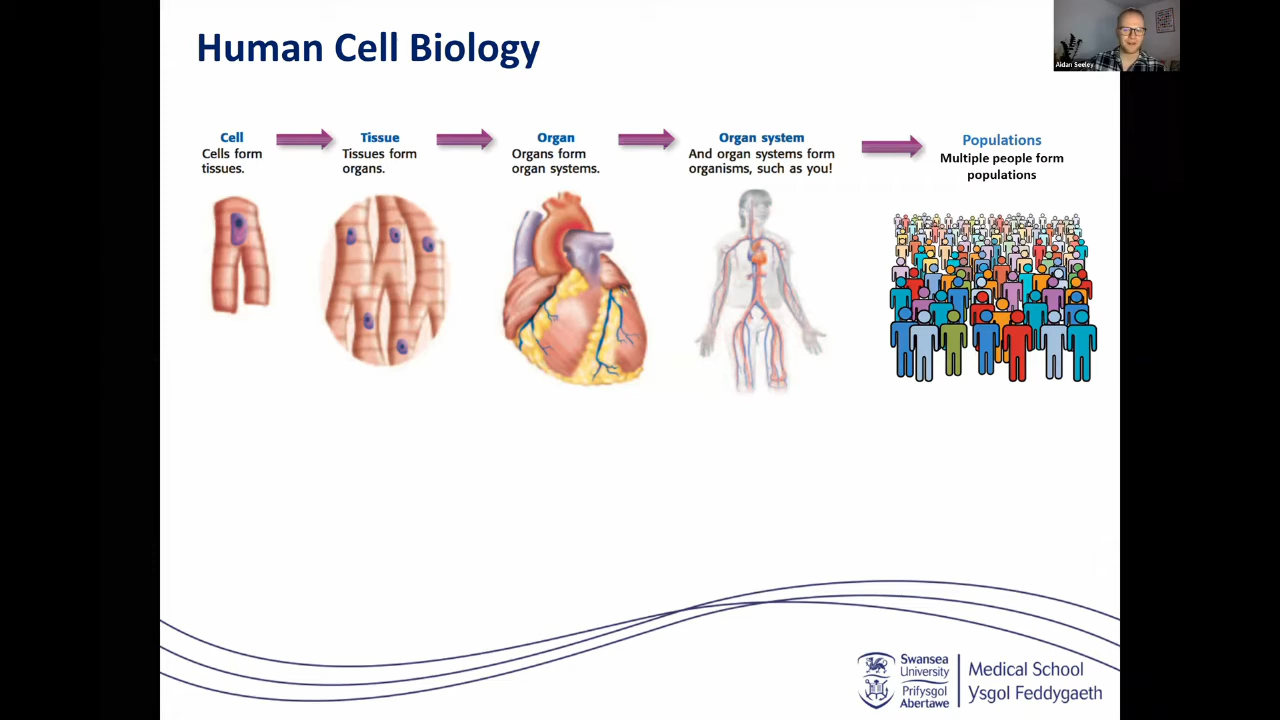 Human Cell Biology
Aidan Seeley
Cell
Cells form
tissues.
Tissue
Tissues form
organs.
Organ
Organs form
organ systems.
Organ system
And organ systems form
organisms, such as you!
Populations
Multiple people form
populations
Swansea
University
Prifysgol
Abertawe
Medical School
Ysgol Feddygaeth